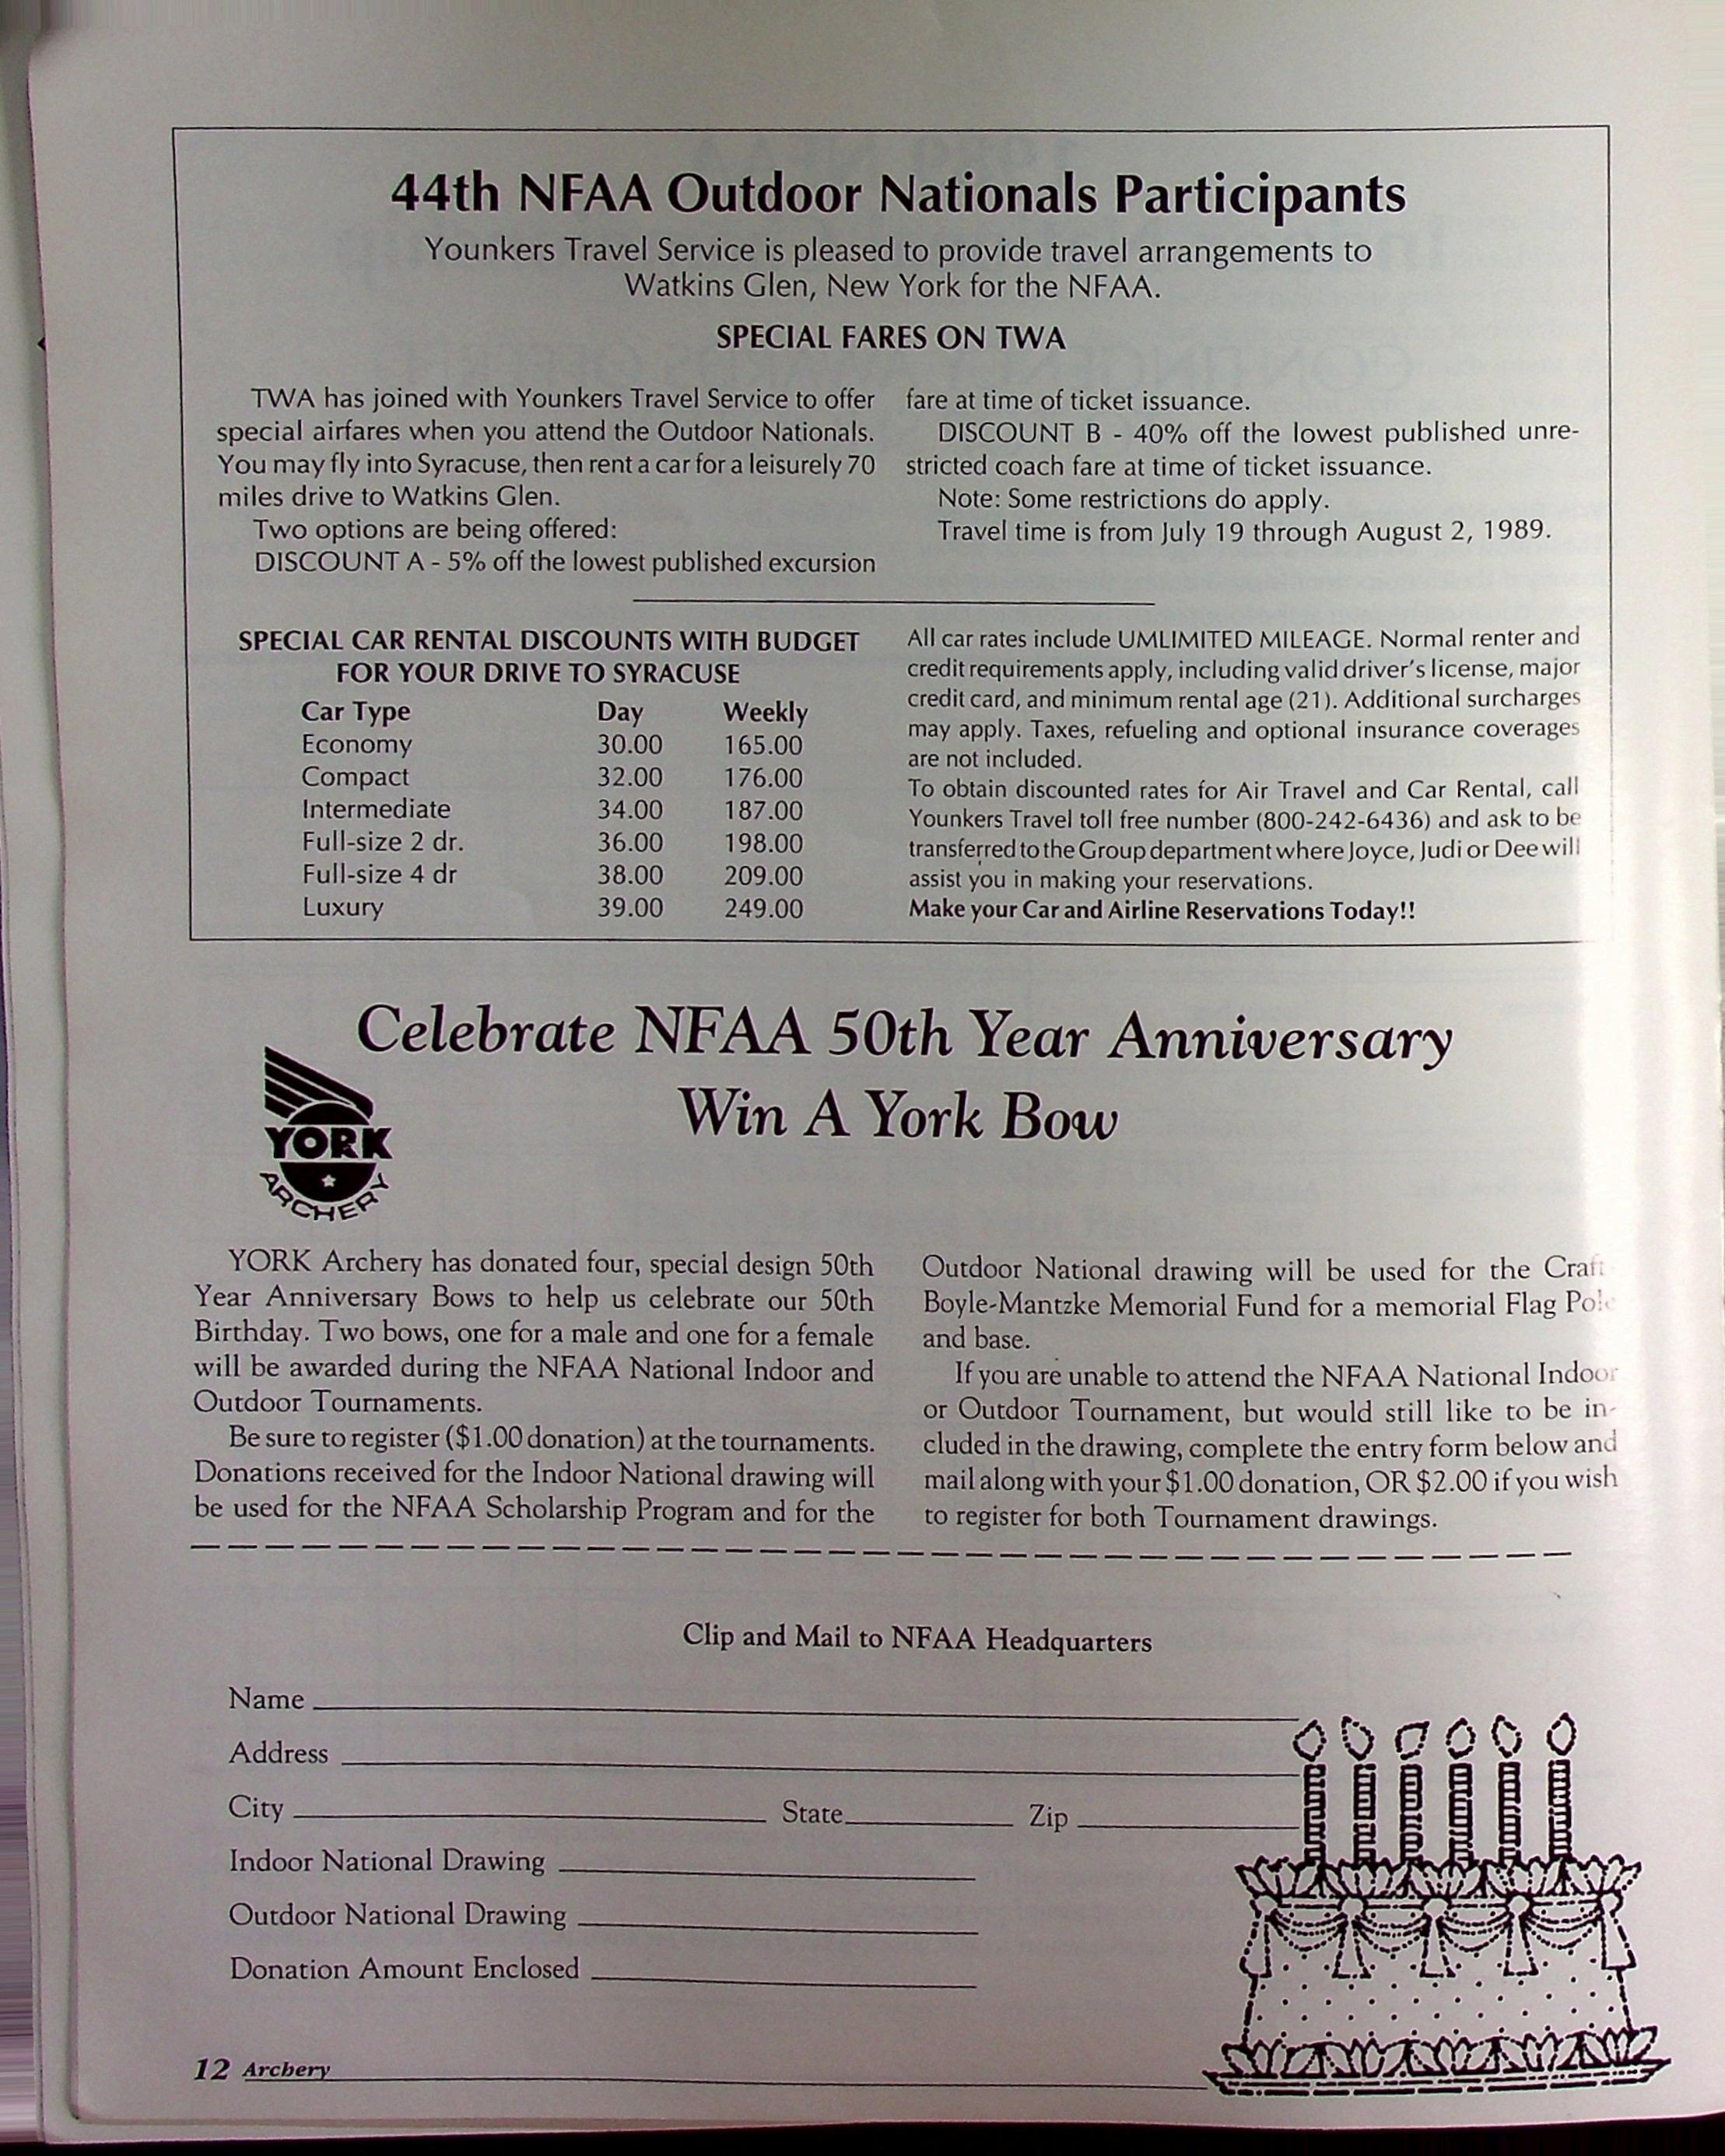 44th NFAA Outdoor Nationals Participants
Younkers Travel Service is pleased to provide travel arrangements to
Watkins Glen, New York for the NFAA.
SPECIAL FARES ON TWA
TWA has joined with Younkers Travel Service to offer
special airfares when you attend the Outdoor Nationals.
You may fly into Syracuse, then rent a car for a leisurely 70
miles drive to Watkins Glen.
Two options are being offered:
DISCOUNT A - 5% off the lowest published excursion
fare at time of ticket issuance.
DISCOUNT B - 40% off the lowest published unre-
stricted coach fare at time of ticket issuance.
Note: Some restrictions do apply.
Travel time is from July 19 through August 2, 1989.
SPECIAL CAR RENTAL DISCOUNTS WITH BUDGET
FOR YOUR DRIVE TO SYRACUSE
Car Type Day Weekly
Economy 30.00 165.00
Compact 32.00 176.00
Intermediate 34.00 187.00
Full-size 2 dr. 36.00 198.00
Full-size 4 dr 38.00 209.00
Luxury 39.00 249.00
All car rates include UMLIMITED MILEAGE. Normal renter and
credit requirements apply, including valid driver's license, major
credit card, and minimum rental age (21). Additional surcharges
may apply. Taxes, refueling and optional insurance coverages
are not included.
To obtain discounted rates for Air Travel and Car Rental, call
Younkers Travel toll free number (800-242-6436) and ask to be
transferred to the Group department where Joyce, Judi or Dee will
assist you in making your reservations.
Make your Car and Airline Reservations Today!!
Celebrate NFAA 50th Year Anniversary
Win A York Bow
YORK
ARCHERY
YORK Archery has donated four, special design 50th
Year Anniversary Bows to help us celebrate our 50th
Birthday. Two bows, one for a male and one for a female
will be awarded during the NFAA National Indoor and
Outdoor Tournaments.
Be sure to register ($1.00 donation) at the tournaments.
Donations received for the Indoor National drawing will
be used for the NFAA Scholarship Program and for the
Outdoor National drawing will be used for the Craft
Boyle-Mantzke Memorial Fund for a memorial Flag Pole
and base.
If you are unable to attend the NFAA National Indoor
or Outdoor Tournament, but would still like to be in-
cluded in the drawing, complete the entry form below and
mail along with your $1.00 donation, OR $2.00 if you wish
to register for both Tournament drawings.
Clip and Mail to NFAA Headquarters
Name
Address
City State Zip
Indoor National Drawing
Outdoor National Drawing
Donation Amount Enclosed
12 Archery